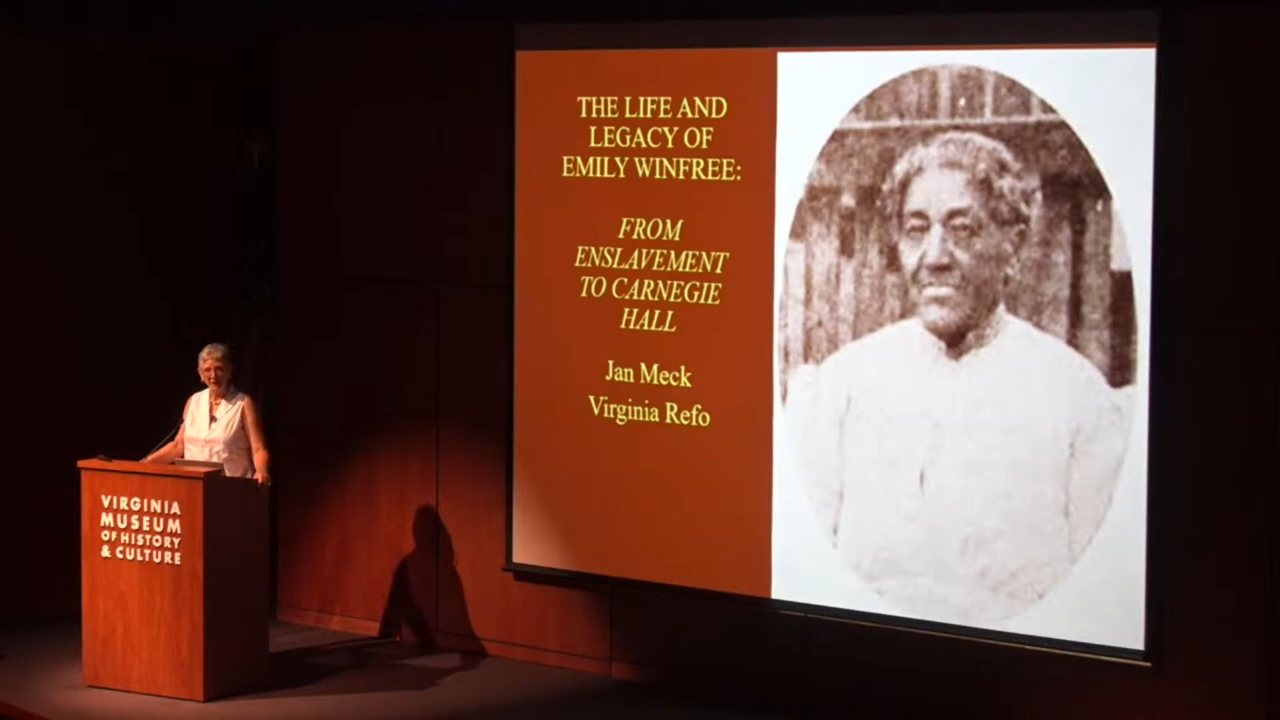 THE LIFE AND
LEGACY OF
EMILY WINFREE:
FROM
ENSLAVEMENT
TO CARNEGIE
HALL
Jan Meck
Virginia Refo
VIRGINIA
MUSEUM
OF HISTORY
& CULTURE